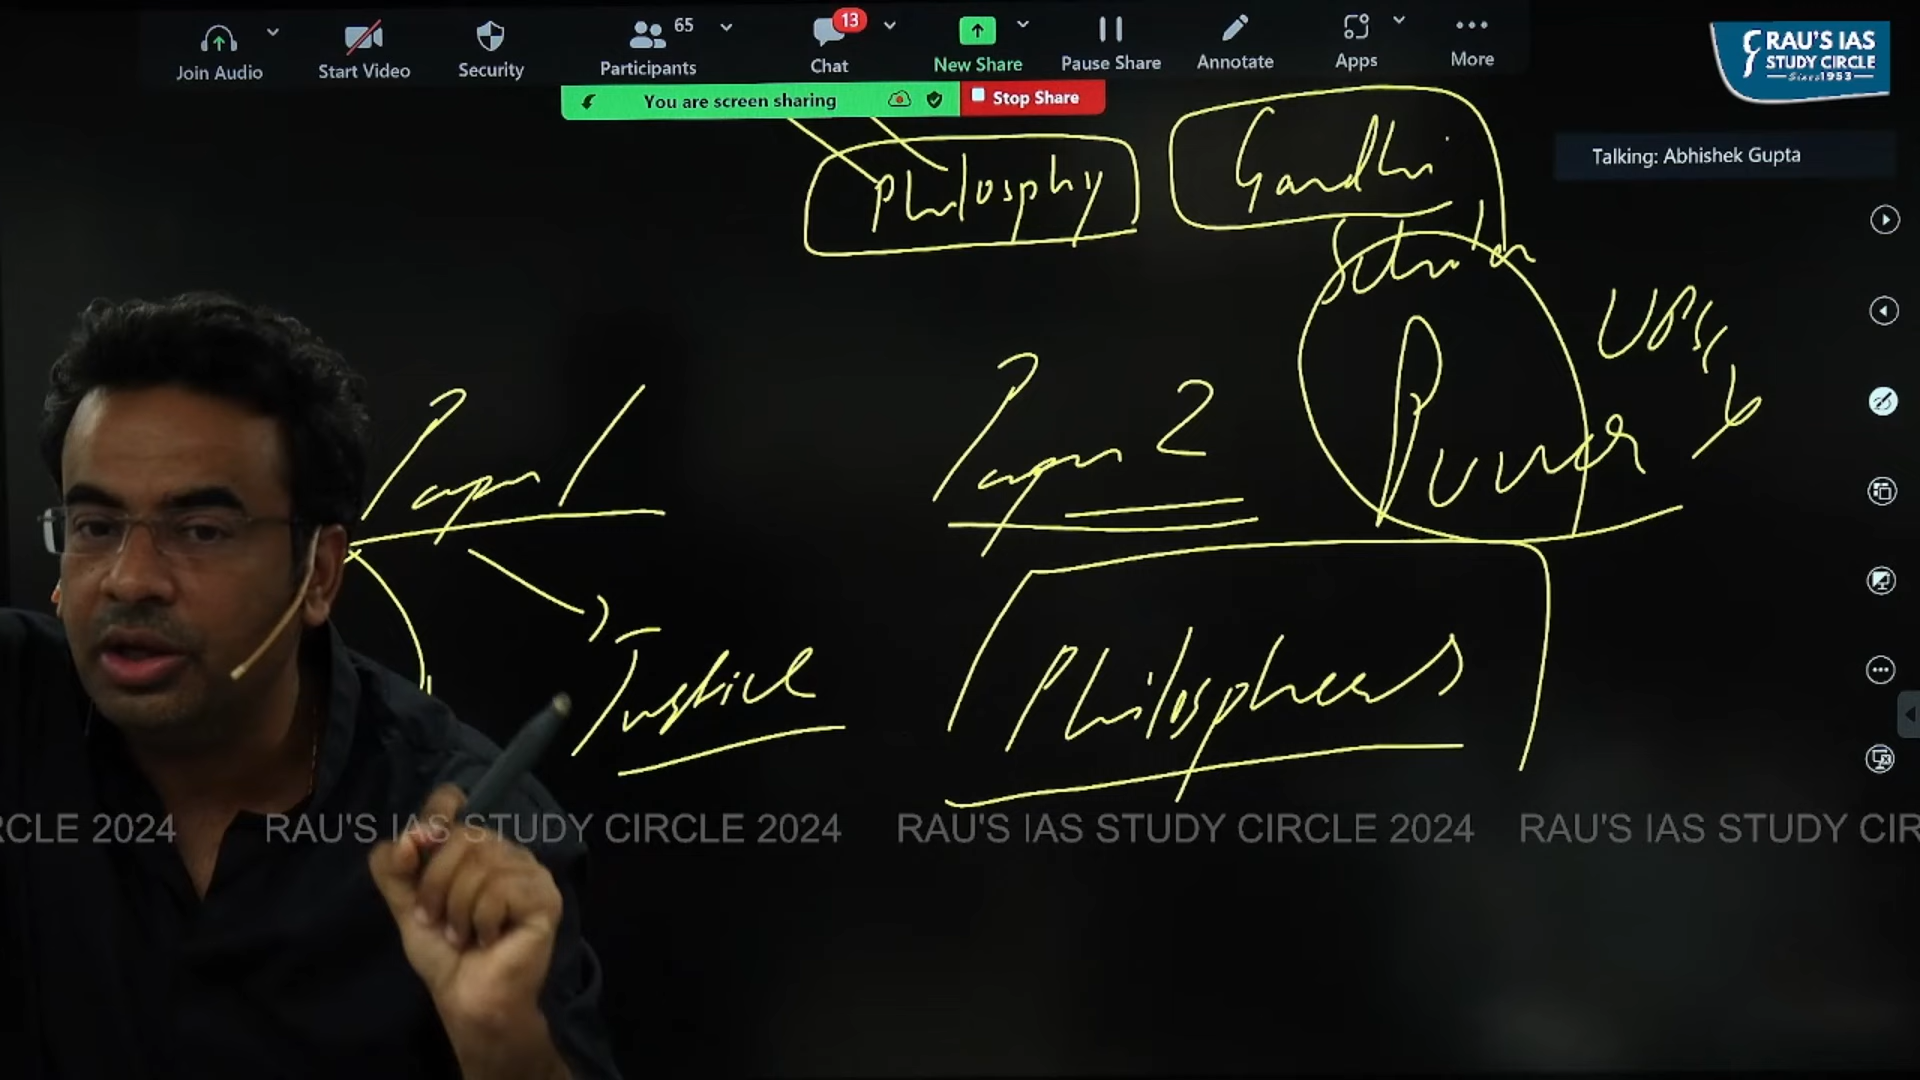 Join Audio
Start Video
Security
Participants
65
Chat
13
New Share
Pause Share
Annotate
Apps
More
You are screen sharing
Stop Share
RAU'S IAS
STUDY CIRCLE
Since 1953
Talking: Abhishek Gupta
Philosphy
Gandhi
UPSC
Paper 1
Paper 2
Power
Justice
Philosphers
RCLE 2024 RAU'S IAS STUDY CIRCLE 2024 RAU'S IAS STUDY CIRCLE 2024 RAU'S IAS STUDY CIR